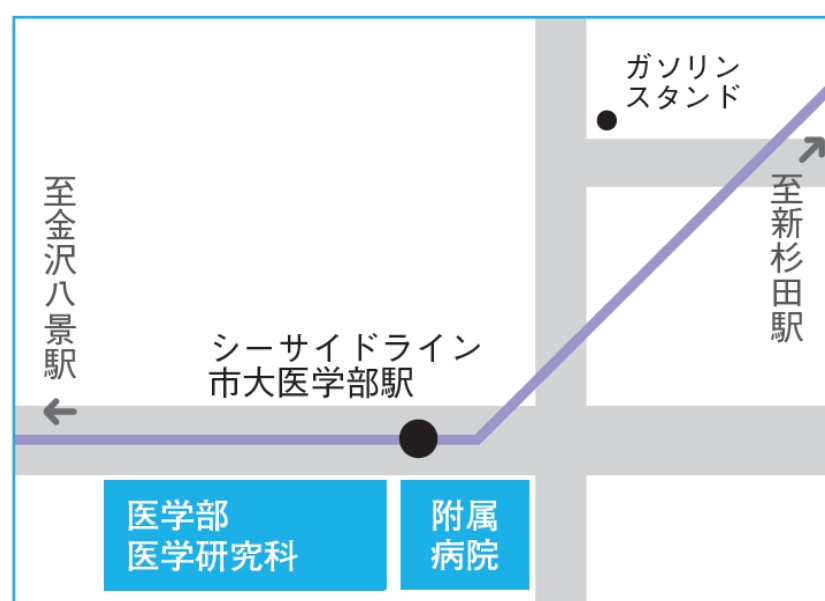 ガソリン
スタンド
至新杉田駅
至金沢八景駅
シーサイドライン
市大医学部駅
医学部
医学研究科
附属
病院